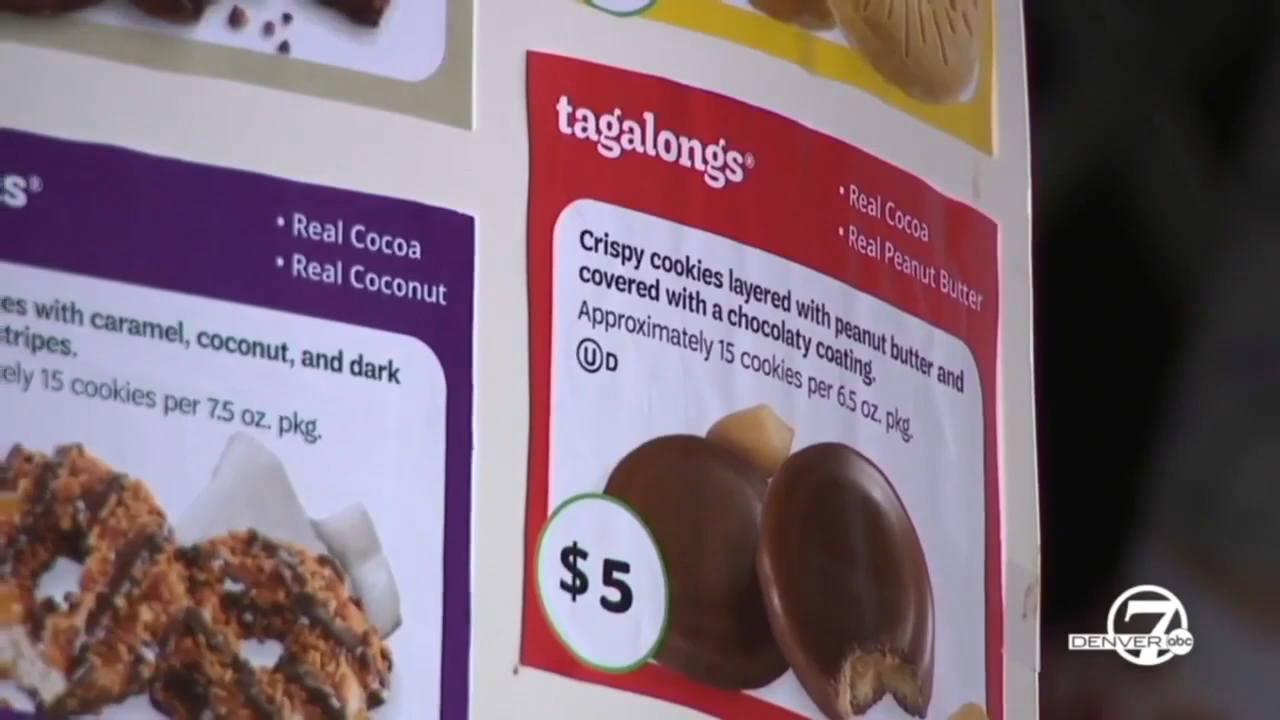 s®
• Real Cocoa
• Real Coconut
es with caramel, coconut, and dark
stripes.
ely 15 cookies per 7.5 oz. pkg.
tagalongs®
• Real Cocoa
• Real Peanut Butter
Crispy cookies layered with peanut butter and
covered with a chocolaty coating.
Approximately 15 cookies per 6.5 oz. pkg.
U D
$5
DENVER 7 abc